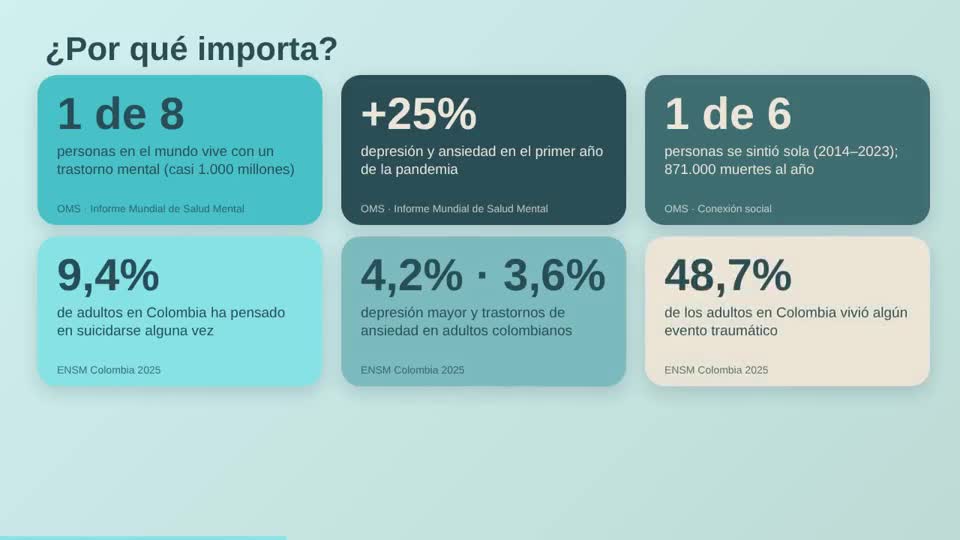 ¿Por qué importa?
1 de 8
personas en el mundo vive con un
trastorno mental (casi 1.000 millones)
OMS · Informe Mundial de Salud Mental
+25%
depresión y ansiedad en el primer año
de la pandemia
OMS · Informe Mundial de Salud Mental
1 de 6
personas se sintió sola (2014–2023);
871.000 muertes al año
OMS · Conexión social
9,4%
de adultos en Colombia ha pensado
en suicidarse alguna vez
ENSM Colombia 2025
4,2% · 3,6%
depresión mayor y trastornos de
ansiedad en adultos colombianos
ENSM Colombia 2025
48,7%
de los adultos en Colombia vivió algún
evento traumático
ENSM Colombia 2025